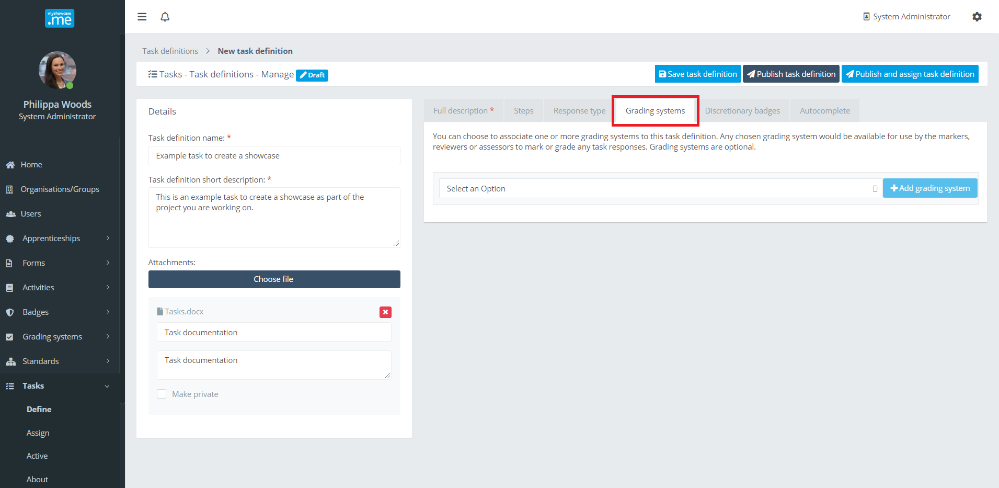 myshowcase
.me
Philippa Woods
System Administrator
Home
Organisations/Groups
Users
Apprenticeships
Forms
Activities
Badges
Grading systems
Standards
Tasks
Define
Assign
Active
About
System Administrator
Task definitions > New task definition
Tasks - Task definitions - Manage Draft
Save task definition Publish task definition Publish and assign task definition
Details
Task definition name: *
Example task to create a showcase
Task definition short description: *
This is an example task to create a showcase as part of the
project you are working on.
Attachments:
Choose file
Tasks.docx
Task documentation
Task documentation
Make private
Full description * Steps Response type Grading systems Discretionary badges Autocomplete
You can choose to associate one or more grading systems to this task definition. Any chosen grading system would be available for use by the markers,
reviewers or assessors to mark or grade any task responses. Grading systems are optional.
Select an Option Add grading system